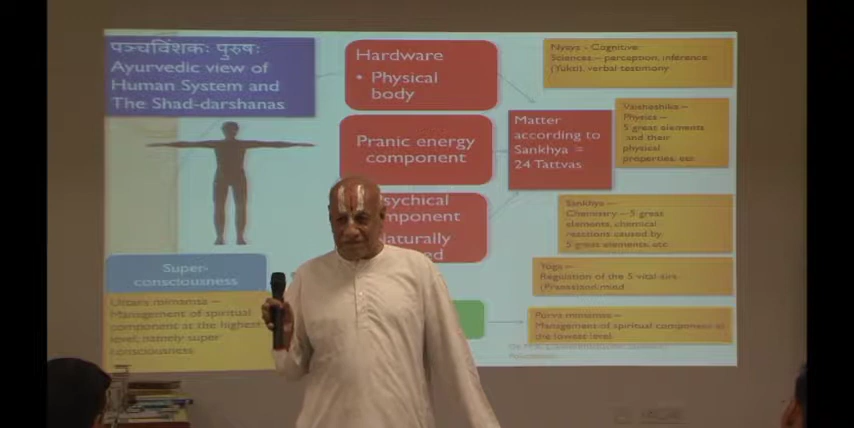 पञ्चविंशकः पुरुषः
Ayurvedic view of
Human System and
The Shad-darshanas
Hardware
• Physical
body
Pranic energy
component
Psychical
component
Naturally
Matter
according to
Sankhya =
24 Tattvas
Nyaya - Cognitive
Sciences – perception, inference
(Yukti), verbal testimony
Vaisheshika –
Physics –
5 great elements
and their
physical
properties, etc
Sankhya –
Chemistry – 5 great
elements, chemical
reactions caused by
5 great elements, etc
Yoga –
Regulation of the 5 vital airs
(Pranas)and mind
Purva mimamsa –
Management of spiritual component at
the lowest level
Super-
consciousness
Uttara mimamsa –
Management of spiritual
component at the highest
level, namely super
consciousness